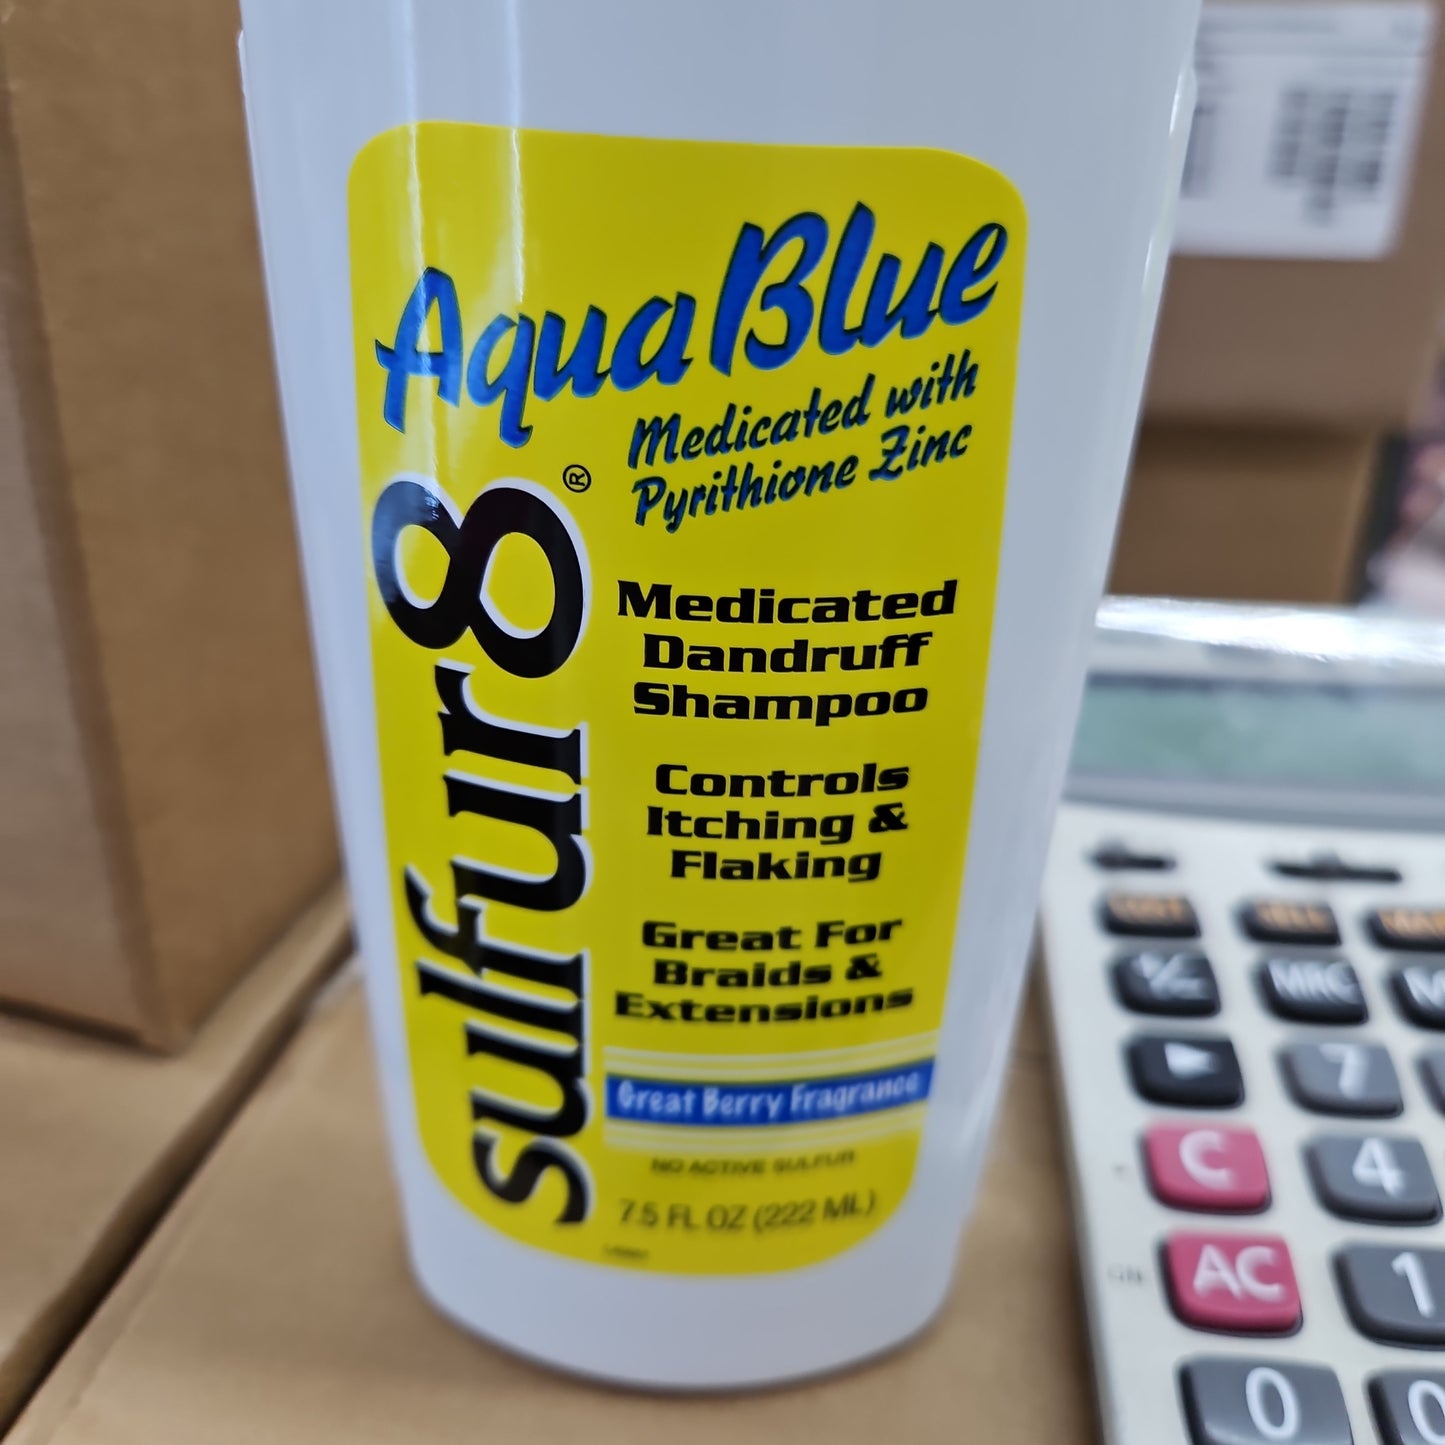 AquaBlue
Medicated with
Pyrithione Zinc
sulfur8®
Medicated
Dandruff
Shampoo
Controls
Itching &
Flaking
Great For
Braids &
Extensions
Great Berry Fragrance
NO ACTIVE SULFUR
7.5 FL OZ (222 ML)
+/-
MRC
7
C
4
AC
1
0